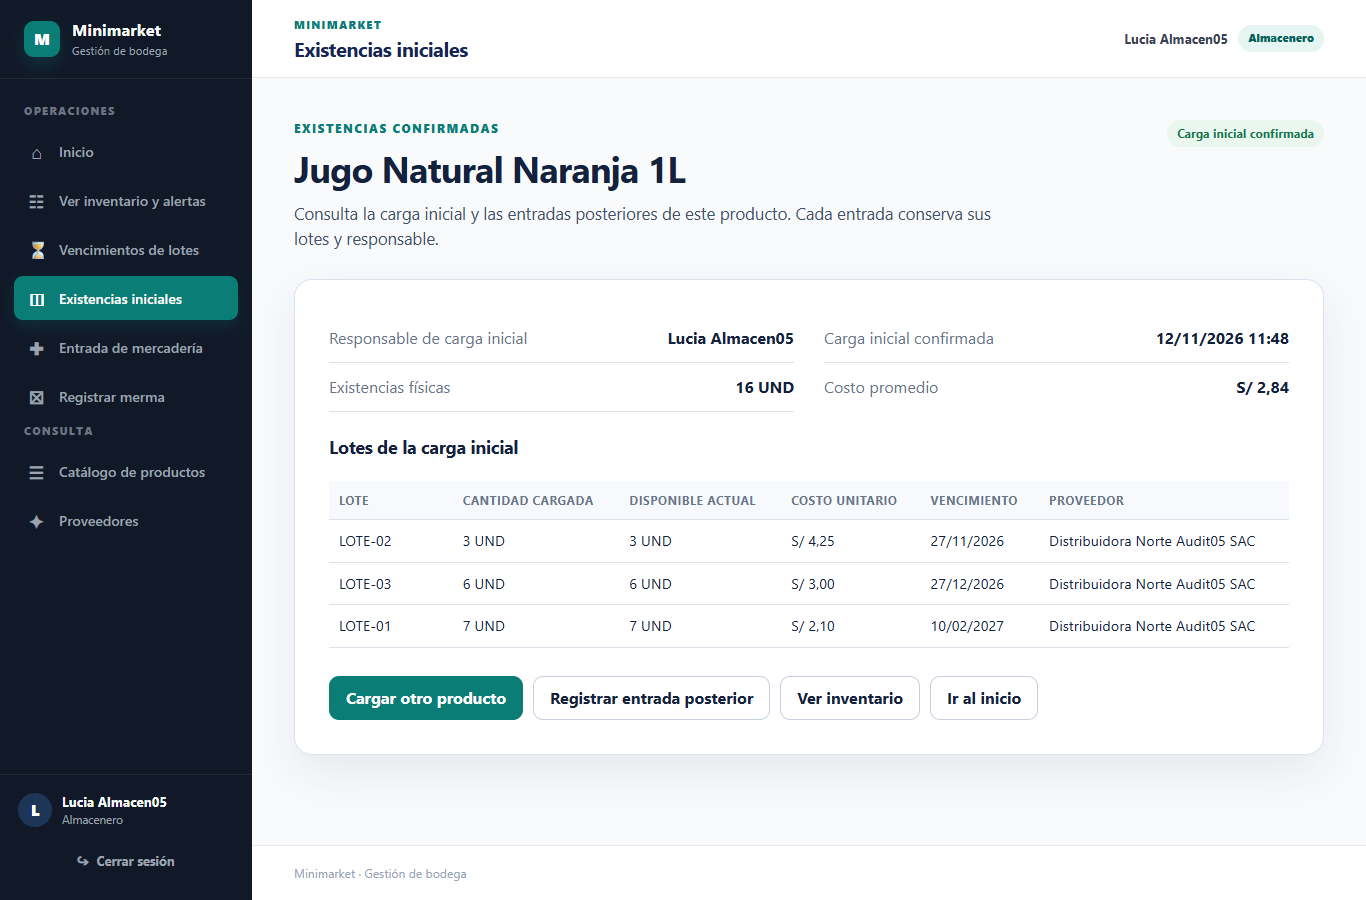 M
Minimarket
Gestión de bodega
OPERACIONES
Inicio
Ver inventario y alertas
Vencimientos de lotes
Existencias iniciales
Entrada de mercadería
Registrar merma
CONSULTA
Catálogo de productos
Proveedores
L
Lucia Almacen05
Almacenero
Cerrar sesión
MINIMARKET
Existencias iniciales
Lucia Almacen05
Almacenero
EXISTENCIAS CONFIRMADAS
Carga inicial confirmada
Jugo Natural Naranja 1L
Consulta la carga inicial y las entradas posteriores de este producto. Cada entrada conserva sus
lotes y responsable.
Responsable de carga inicial Lucia Almacen05
Carga inicial confirmada 12/11/2026 11:48
Existencias físicas 16 UND
Costo promedio S/ 2,84
Lotes de la carga inicial
LOTE CANTIDAD CARGADA DISPONIBLE ACTUAL COSTO UNITARIO VENCIMIENTO PROVEEDOR
LOTE-02 3 UND 3 UND S/ 4,25 27/11/2026 Distribuidora Norte Audit05 SAC
LOTE-03 6 UND 6 UND S/ 3,00 27/12/2026 Distribuidora Norte Audit05 SAC
LOTE-01 7 UND 7 UND S/ 2,10 10/02/2027 Distribuidora Norte Audit05 SAC
Cargar otro producto
Registrar entrada posterior
Ver inventario
Ir al inicio
Minimarket · Gestión de bodega